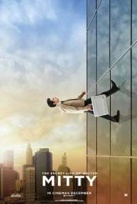 THE SECRET LIFE OF WALTER
MITTY
IN CINEMAS DECEMBER